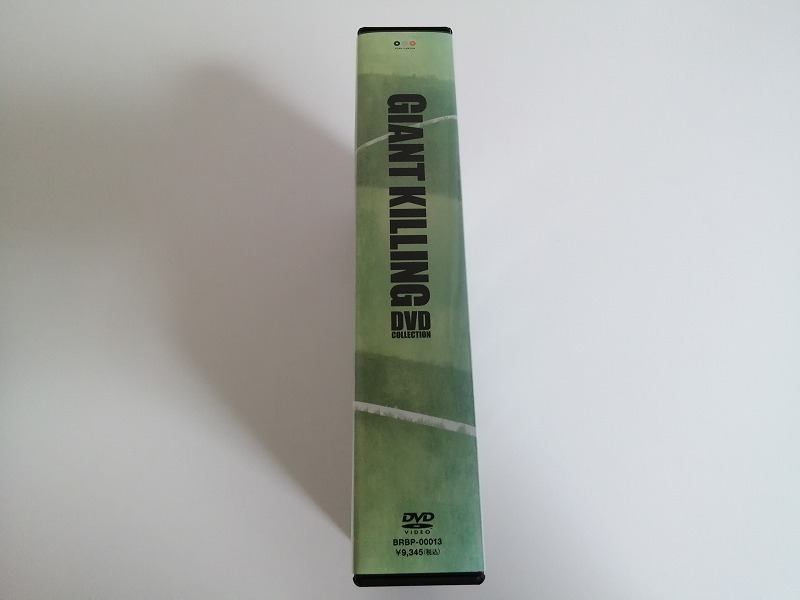 GIANT KILLING
DVD
COLLECTION
DVD
VIDEO
BRBP-00013
¥9,345(税込)